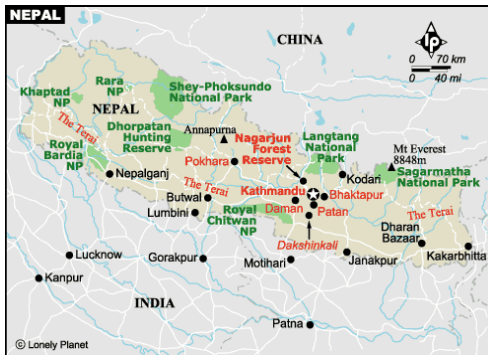 NEPAL
CHINA
lp
0 70 km
0 40 mi
Rara
NP
Khaptad
NP
Shey-Phoksundo
National Park
NEPAL
The Terai
Dhorpatan
Hunting
Reserve
Annapurna
Nagarjun
Forest
Reserve
Langtang
National
Park
Mt Everest
8848m
Royal
Bardia
NP
Pokhara
Kodari
Sagarmatha
National Park
Nepalganj
The Terai
Kathmandu
Bhaktapur
Butwal
Daman
Patan
The Terai
Lumbini
Royal
Chitwan
NP
Dharan
Bazaar
Dakshinkali
Lucknow
Gorakpur
Motihari
Janakpur
Kakarbhitta
Kanpur
INDIA
Patna
© Lonely Planet